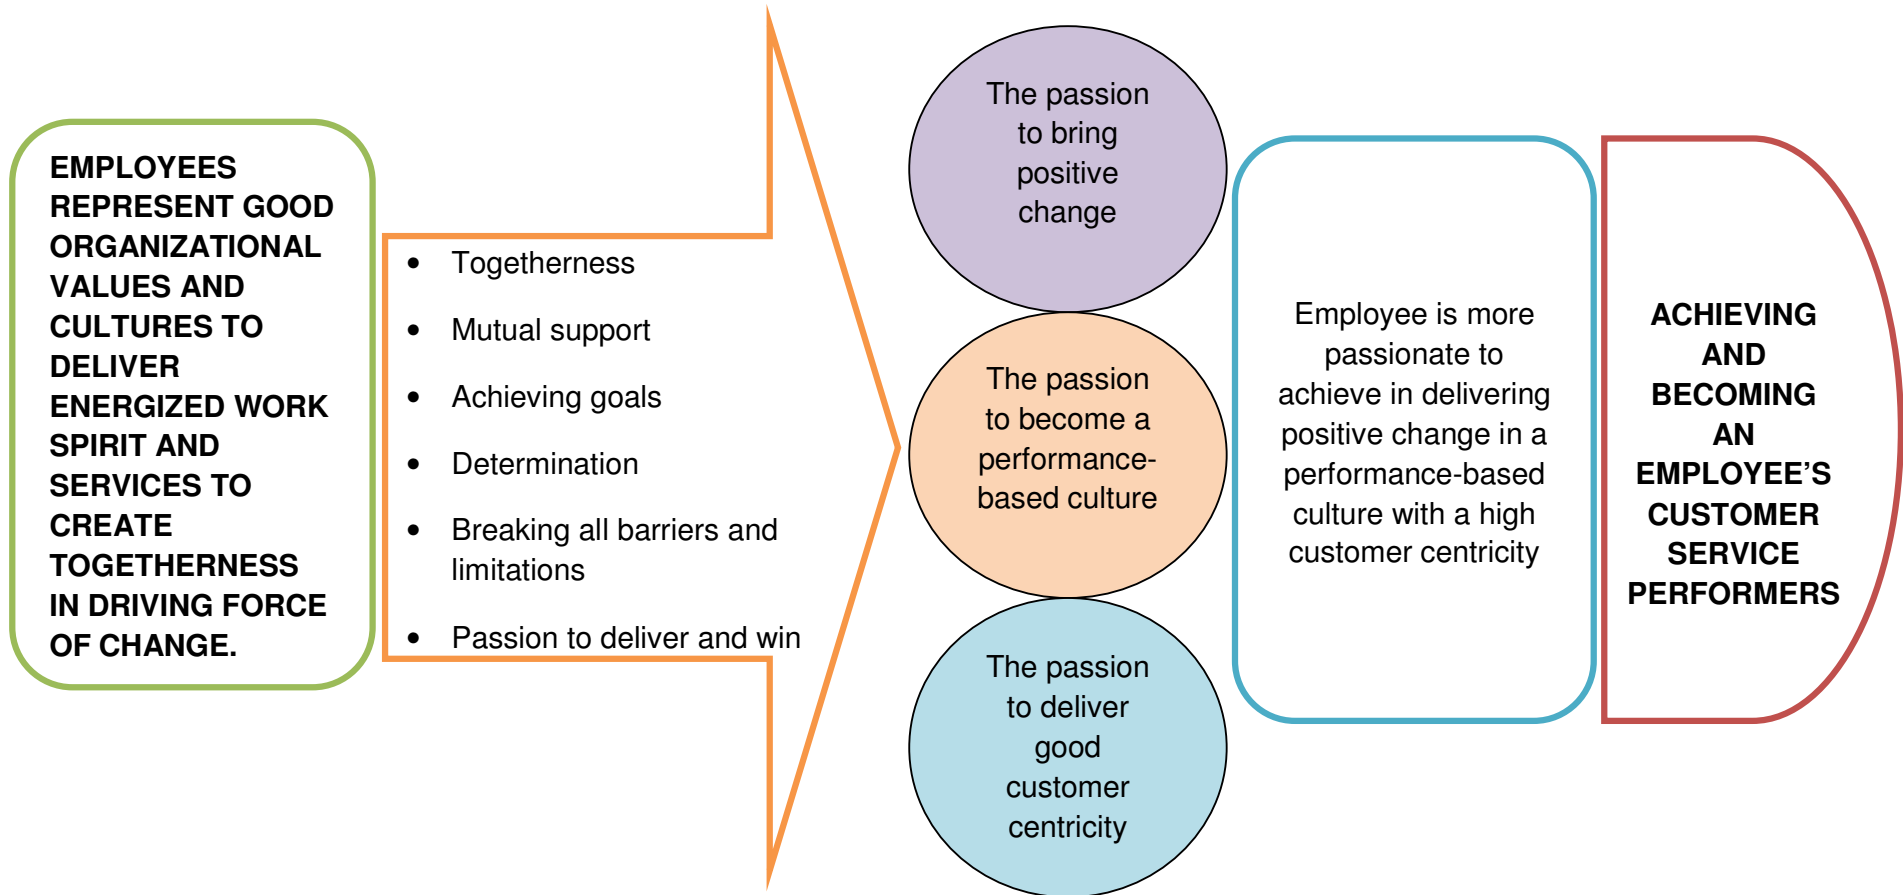 EMPLOYEES
REPRESENT GOOD
ORGANIZATIONAL
VALUES AND
CULTURES TO
DELIVER
ENERGIZED WORK
SPIRIT AND
SERVICES TO
CREATE
TOGETHERNESS
IN DRIVING FORCE
OF CHANGE.
• Togetherness
• Mutual support
• Achieving goals
• Determination
• Breaking all barriers and
limitations
• Passion to deliver and win
The passion
to bring
positive
change
The passion
to become a
performance-
based culture
The passion
to deliver
good
customer
centricity
Employee is more
passionate to
achieve in delivering
positive change in a
performance-based
culture with a high
customer centricity
ACHIEVING
AND
BECOMING
AN
EMPLOYEE’S
CUSTOMER
SERVICE
PERFORMERS